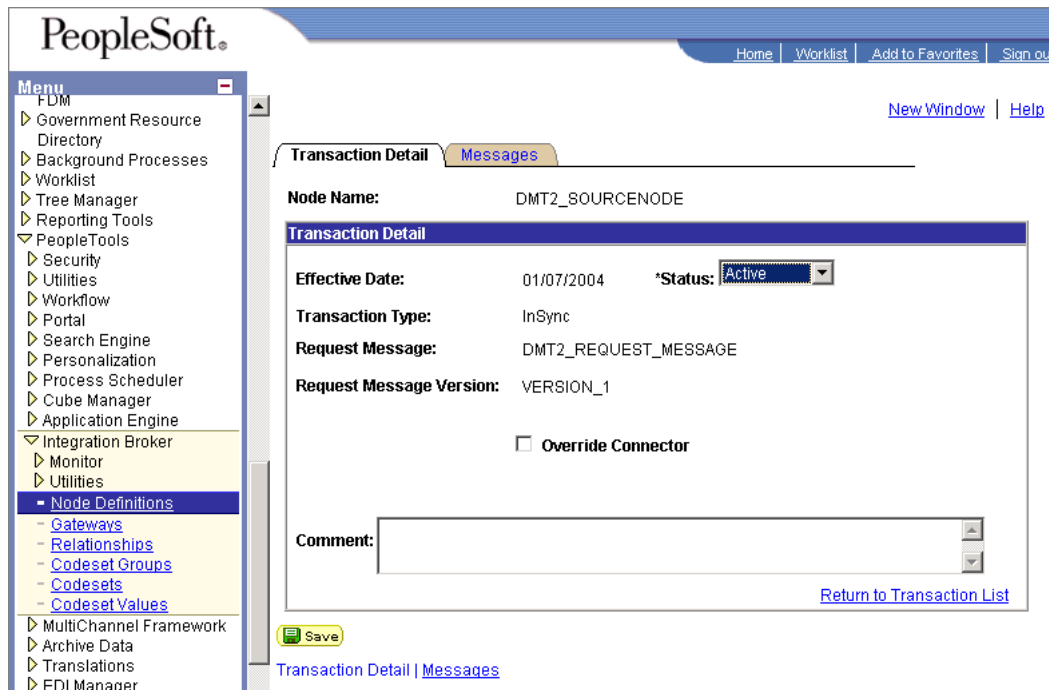 PeopleSoft®
Home | Worklist | Add to Favorites | Sign ou
Menu
FDM
Government Resource
Directory
Background Processes
Worklist
Tree Manager
Reporting Tools
PeopleTools
Security
Utilities
Workflow
Portal
Search Engine
Personalization
Process Scheduler
Cube Manager
Application Engine
Integration Broker
Monitor
Utilities
- Node Definitions
- Gateways
- Relationships
- Codeset Groups
- Codesets
- Codeset Values
MultiChannel Framework
Archive Data
Translations
EDI Manager
New Window | Help
Transaction Detail Messages
Node Name: DMT2_SOURCENODE
Transaction Detail
Effective Date: 01/07/2004 *Status: Active
Transaction Type: InSync
Request Message: DMT2_REQUEST_MESSAGE
Request Message Version: VERSION_1
Override Connector
Comment:
Return to Transaction List
Save
Transaction Detail | Messages